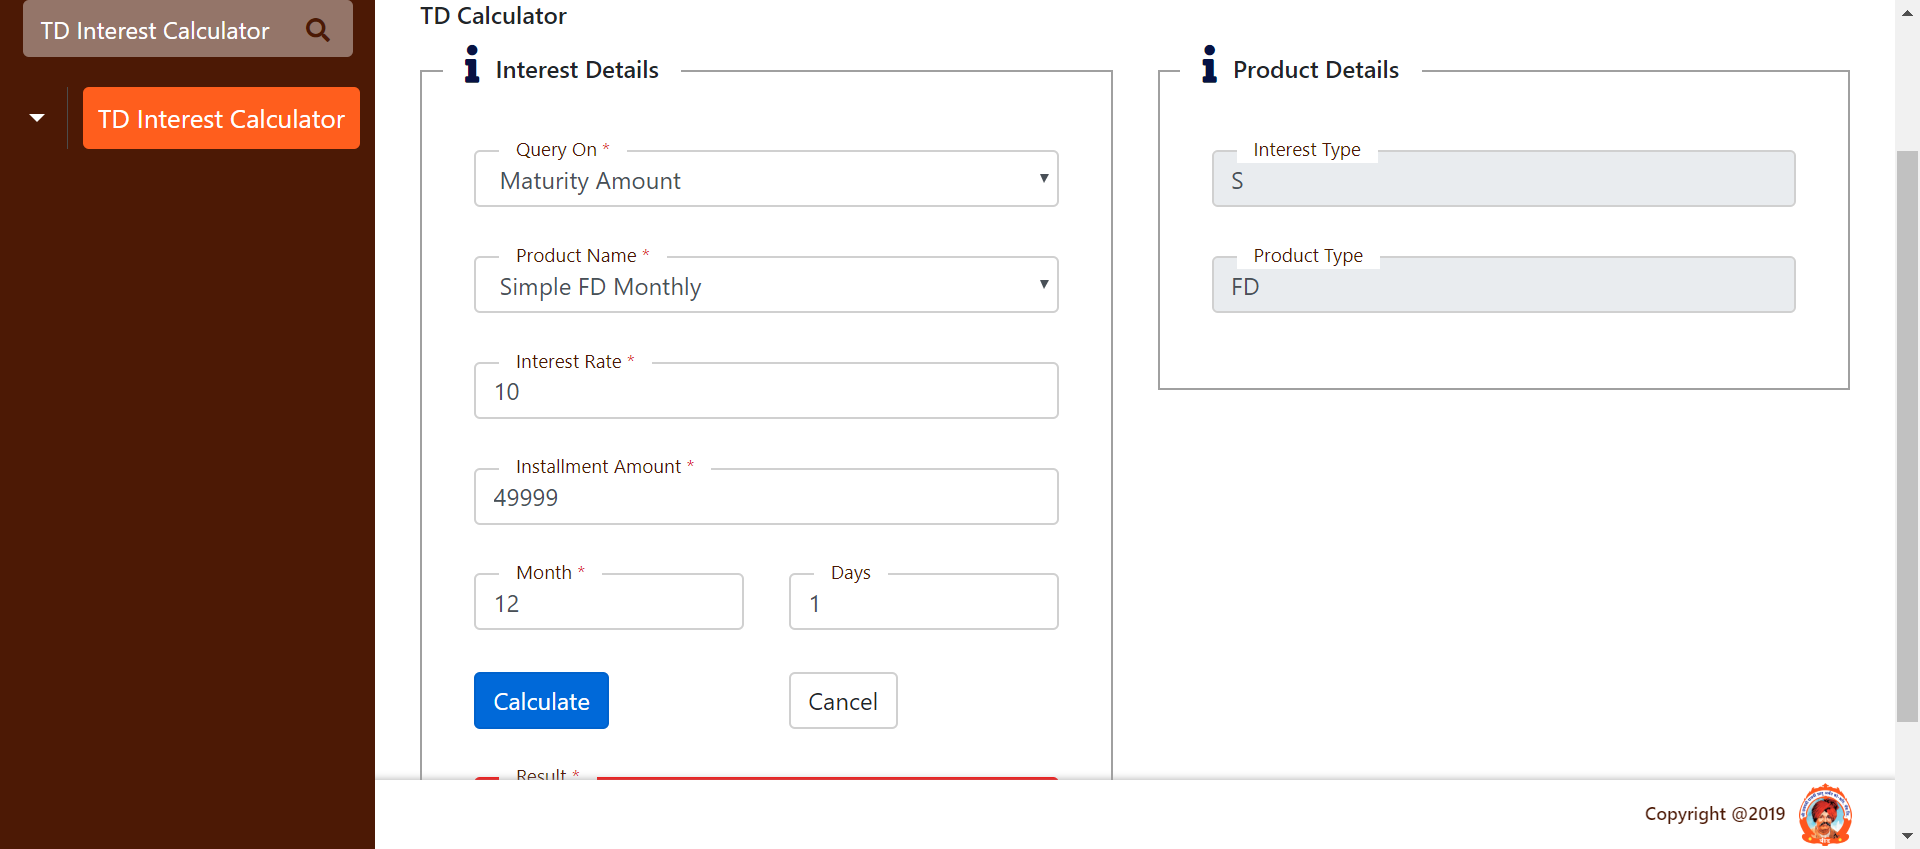 TD Interest Calculator
TD Interest Calculator
TD Calculator
Interest Details
Query On *
Maturity Amount
Product Name *
Simple FD Monthly
Interest Rate *
10
Installment Amount *
49999
Month *
12
Days
1
Calculate
Cancel
Result *
Product Details
Interest Type
S
Product Type
FD
Copyright @2019